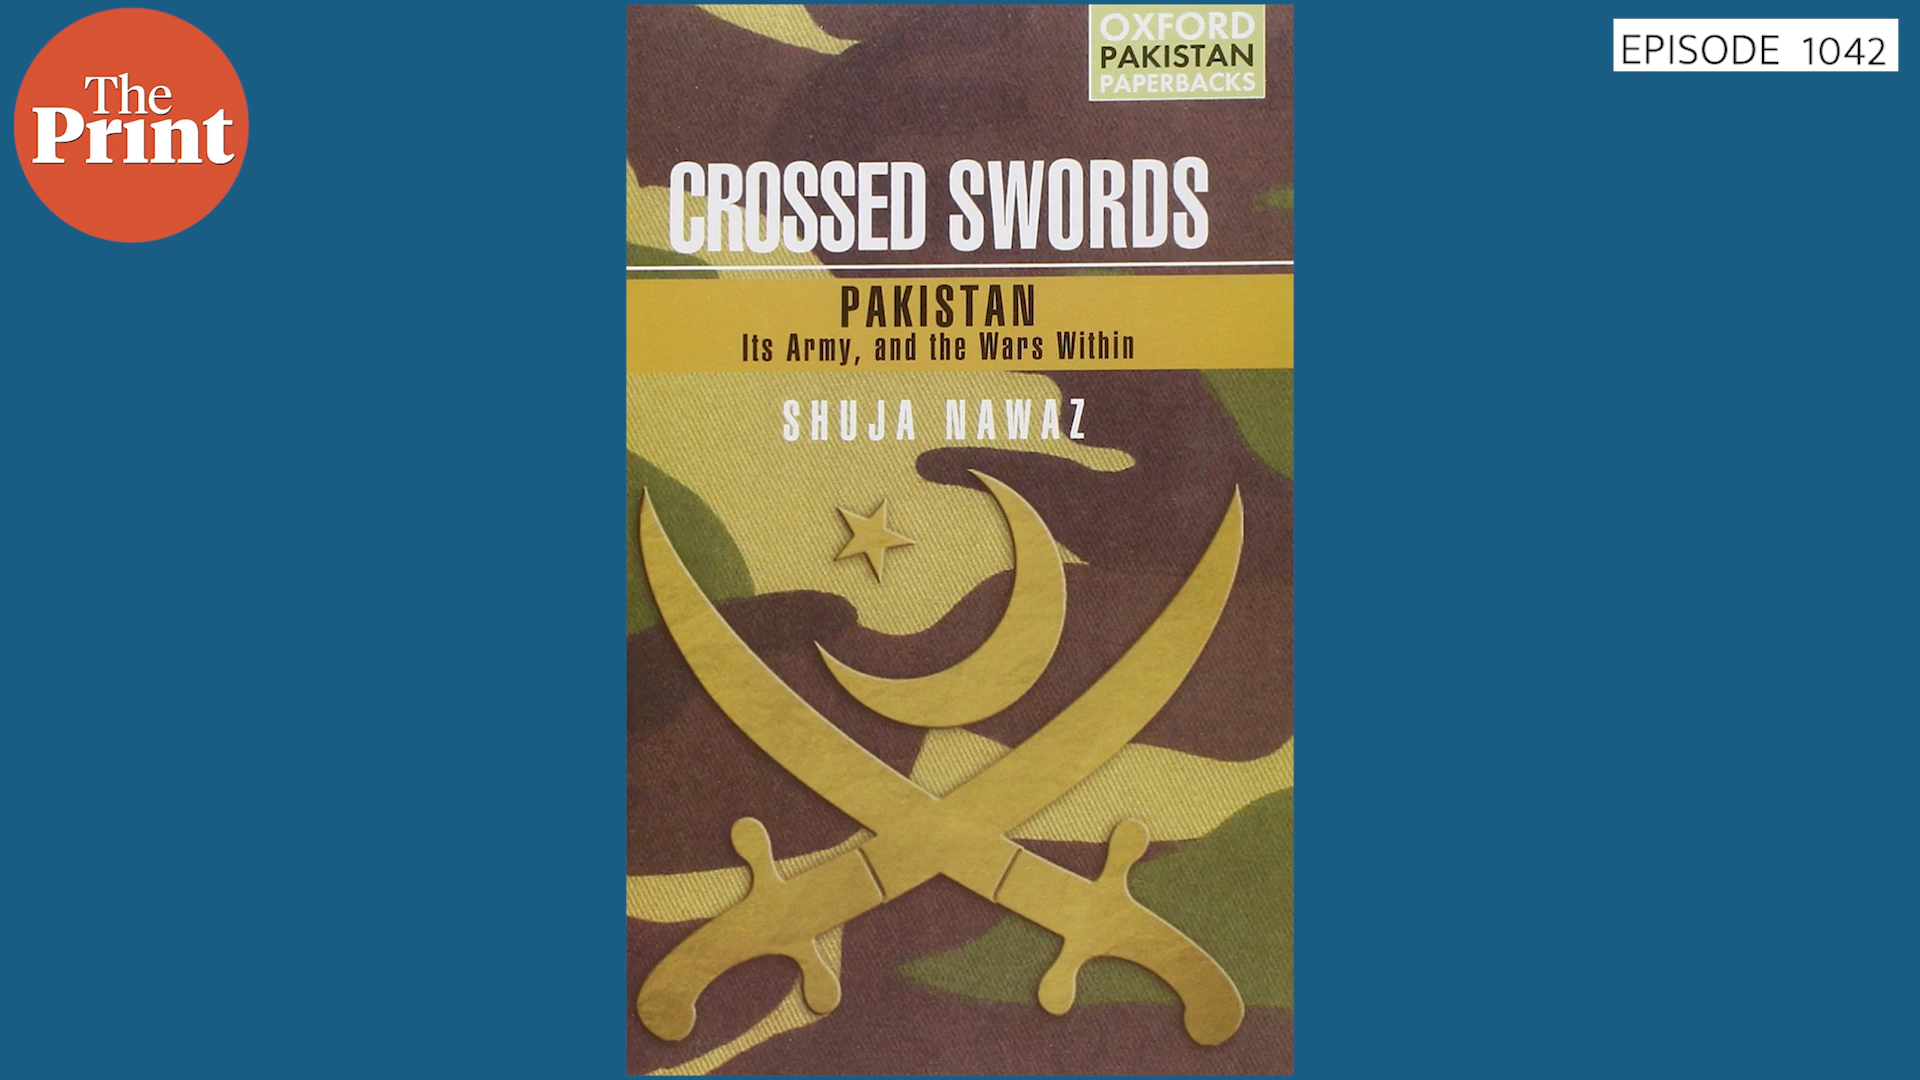 The
Print
EPISODE 1042
OXFORD
PAKISTAN
PAPERBACKS
CROSSED SWORDS
PAKISTAN
Its Army, and the Wars Within
SHUJA NAWAZ